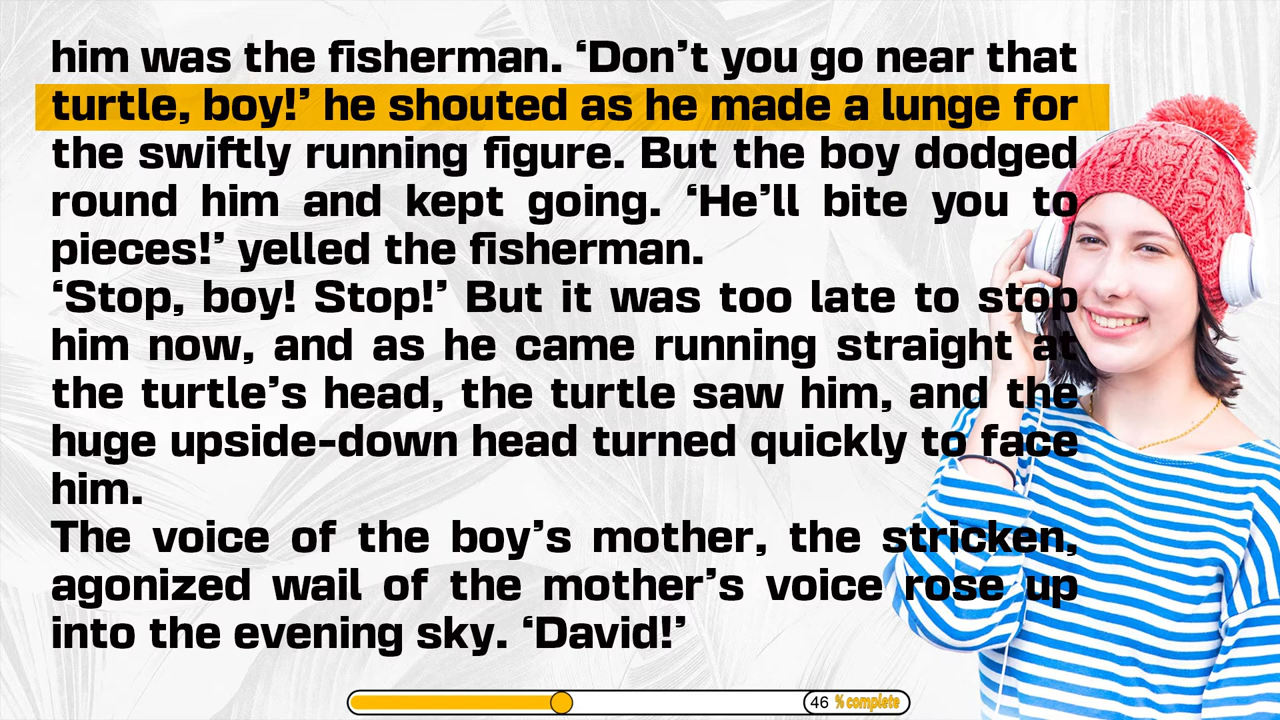 him was the fisherman. ‘Don’t you go near that
turtle, boy!’ he shouted as he made a lunge for
the swiftly running figure. But the boy dodged
round him and kept going. ‘He’ll bite you to
pieces!’ yelled the fisherman.
‘Stop, boy! Stop!’ But it was too late to stop
him now, and as he came running straight at
the turtle’s head, the turtle saw him, and the
huge upside-down head turned quickly to face
him.
The voice of the boy’s mother, the stricken,
agonized wail of the mother’s voice rose up
into the evening sky. ‘David!’
46 % complete